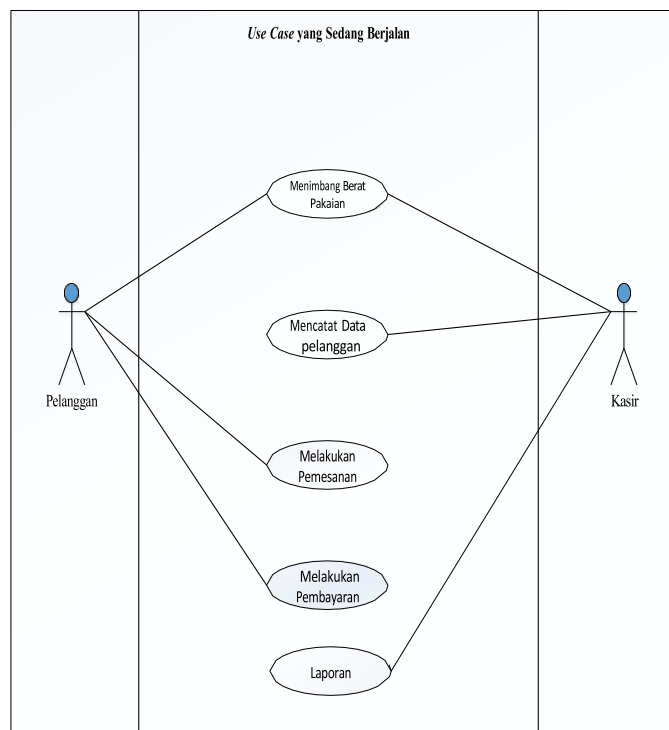 Use Case yang Sedang Berjalan
Menimbang Berat
Pakaian
Mencatat Data
pelanggan
Pelanggan
Kasir
Melakukan
Pemesanan
Melakukan
Pembayaran
Laporan